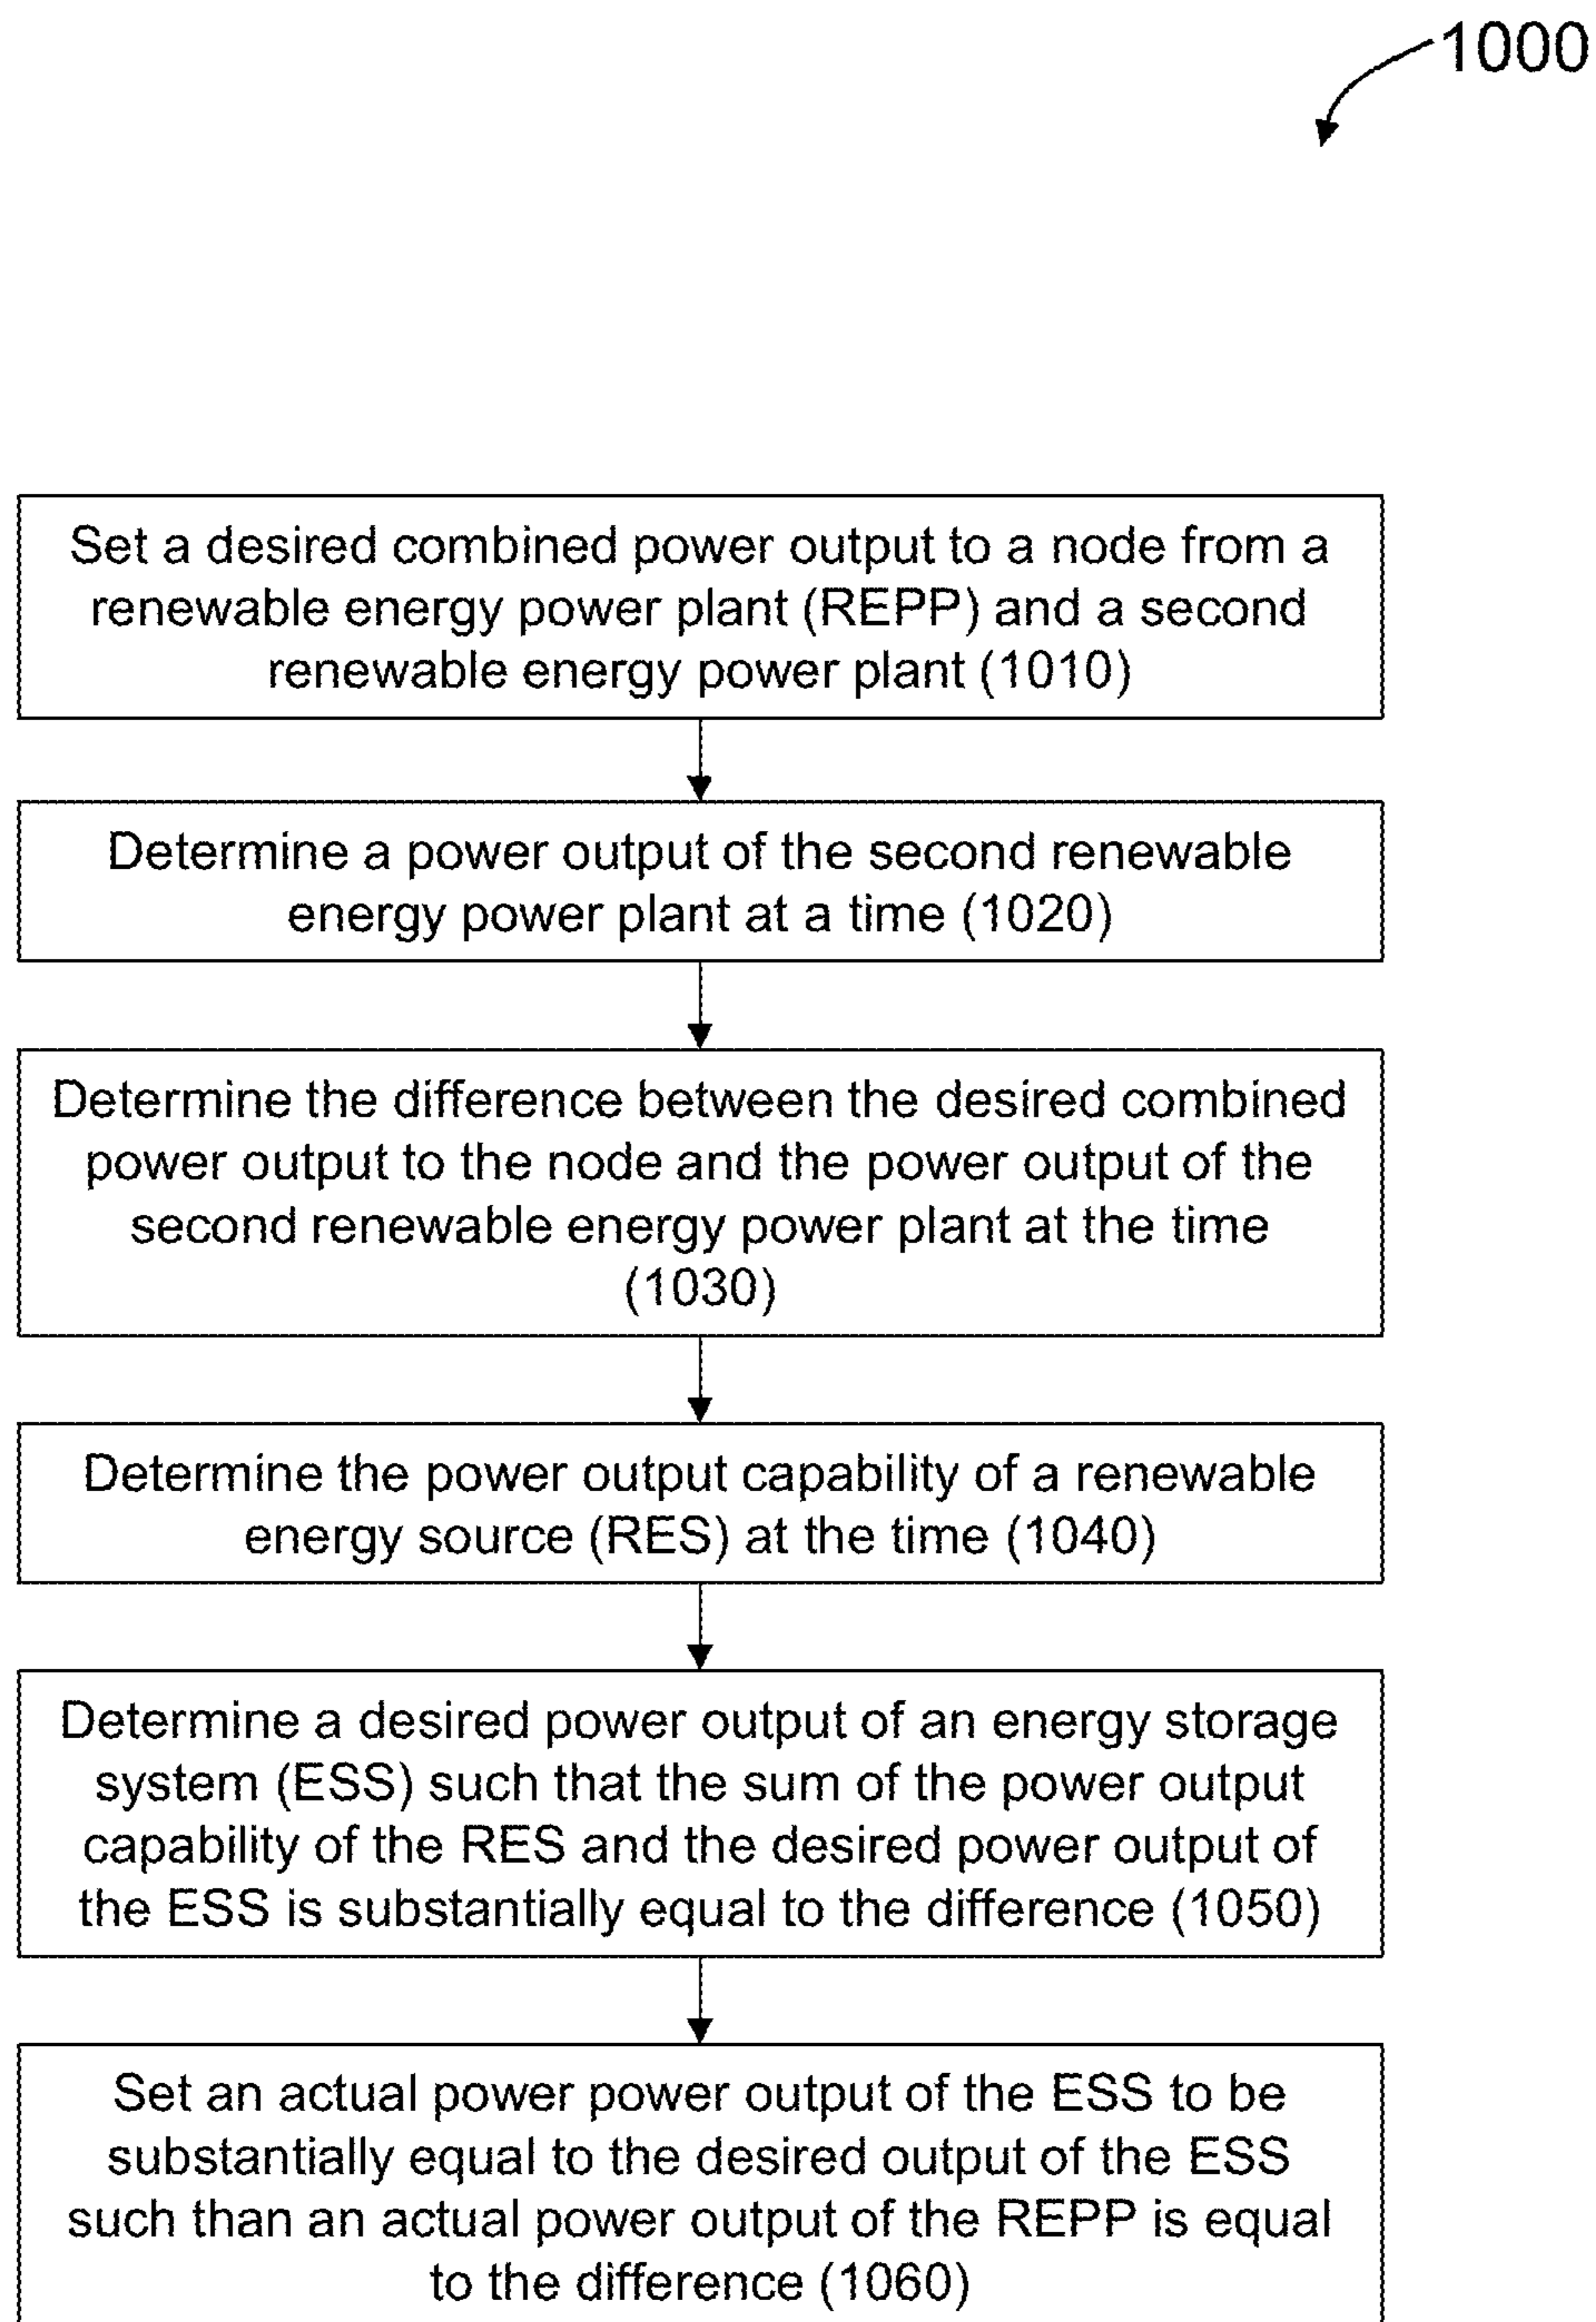 1000
Set a desired combined power output to a node from a
renewable energy power plant (REPP) and a second
renewable energy power plant (1010)
Determine a power output of the second renewable
energy power plant at a time (1020)
Determine the difference between the desired combined
power output to the node and the power output of the
second renewable energy power plant at the time
(1030)
Determine the power output capability of a renewable
energy source (RES) at the time (1040)
Determine a desired power output of an energy storage
system (ESS) such that the sum of the power output
capability of the RES and the desired power output of
the ESS is substantially equal to the difference (1050)
Set an actual power power output of the ESS to be
substantially equal to the desired output of the ESS
such than an actual power output of the REPP is equal
to the difference (1060)